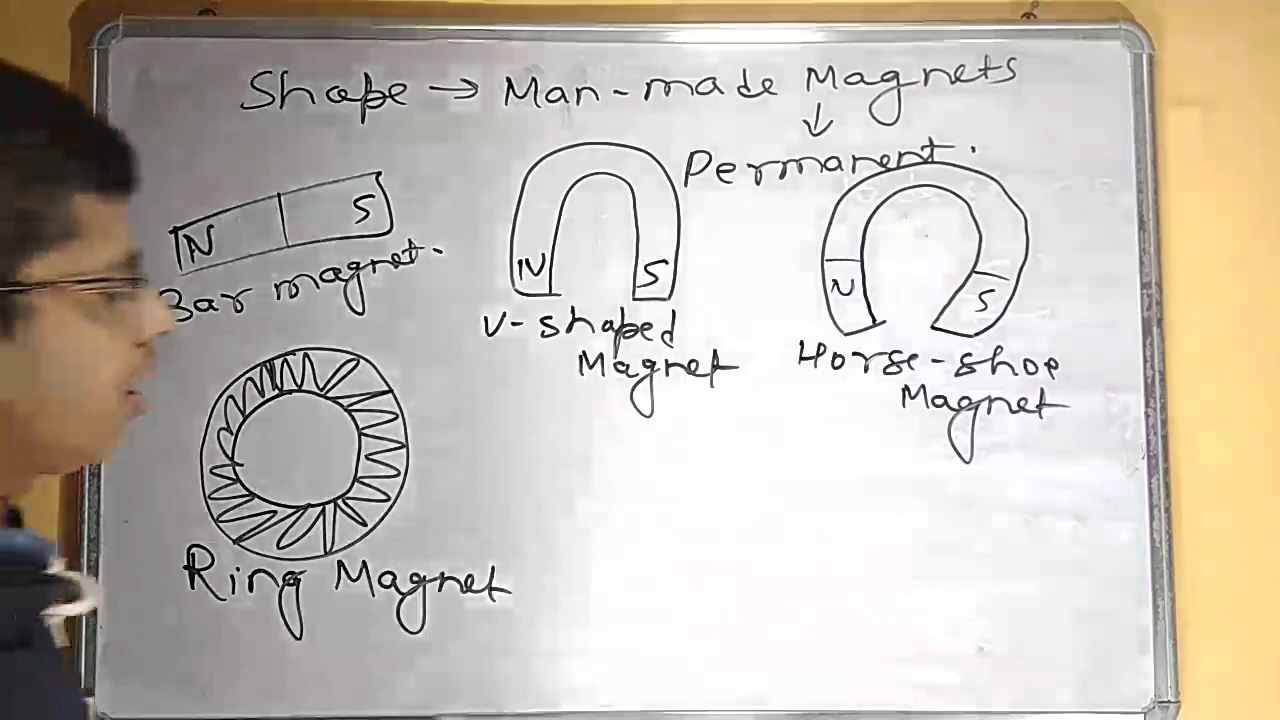 Shape → Man-made Magnets
↓
Permanent.
N S
Bar magnet.
N S
U-shaped
Magnet
N S
Horse-shoe
Magnet
Ring Magnet